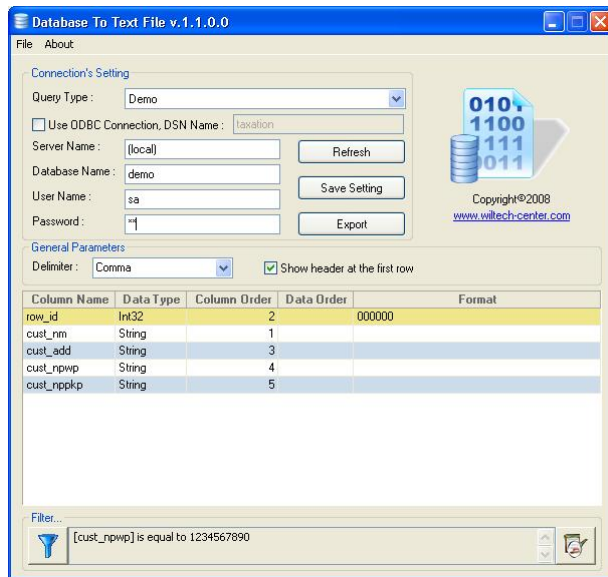 Database To Text File v.1.1.0.0
File About
Connection's Setting
Query Type : Demo
Use ODBC Connection, DSN Name : taxation
Server Name : (local)
Refresh
Database Name : demo
Save Setting
User Name : sa
Password : **
Export
0101
1100
1111
0011
Copyright©2008
www.wiltech-center.com
General Parameters
Delimiter : Comma
Show header at the first row
Column Name Data Type Column Order Data Order Format
row_id Int32 2 000000
cust_nm String 1
cust_add String 3
cust_npwp String 4
cust_nppkp String 5
Filter...
[cust_npwp] is equal to 1234567890